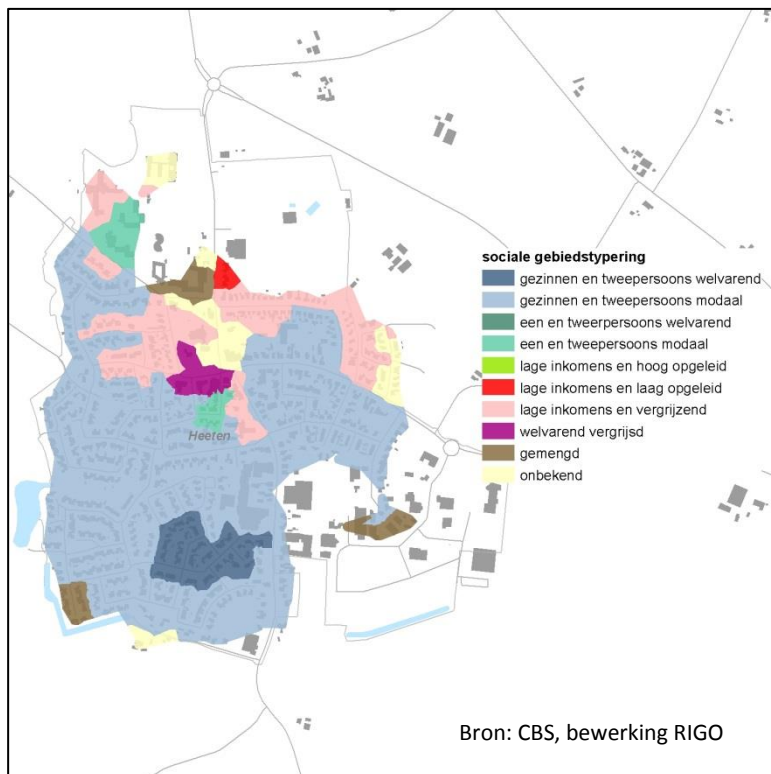 sociale gebiedstypering
gezinnen en tweepersoons welvarend
gezinnen en tweepersoons modaal
een en tweerpersoons welvarend
een en tweepersoons modaal
lage inkomens en hoog opgeleid
lage inkomens en laag opgeleid
lage inkomens en vergrijzend
welvarend vergrijsd
gemengd
onbekend
Heeten
Bron: CBS, bewerking RIGO